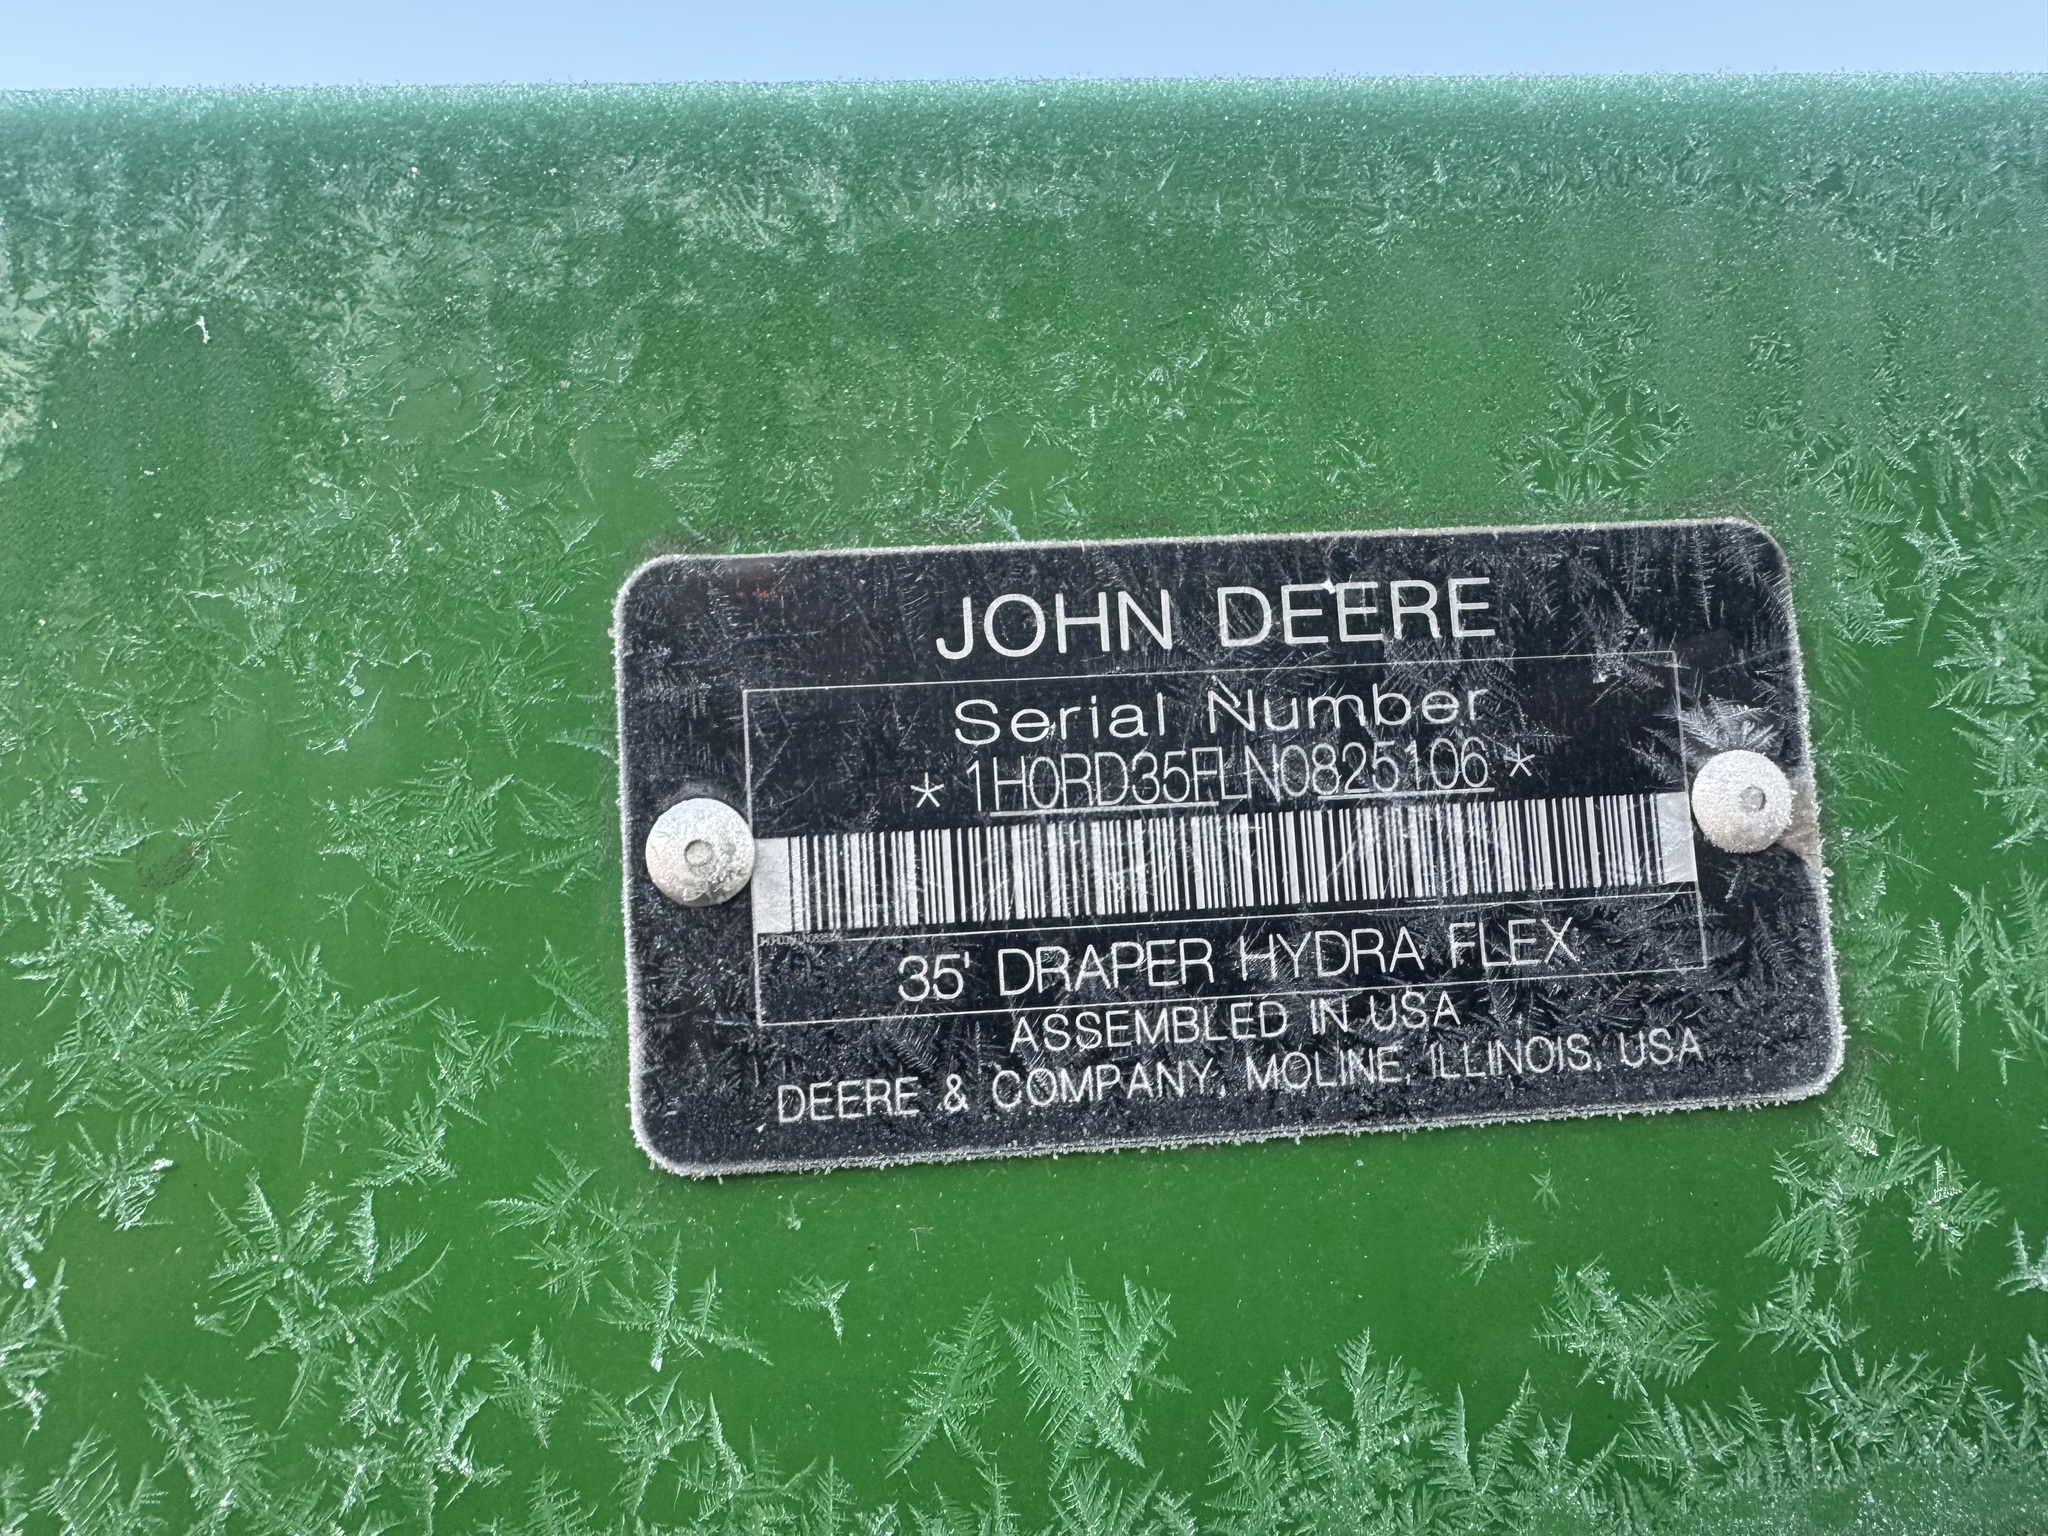 JOHN DEERE
Serial Number
* 1H0RD35FLN0825106 *
35' DRAPER HYDRA FLEX
ASSEMBLED IN USA
DEERE & COMPANY, MOLINE, ILLINOIS, USA